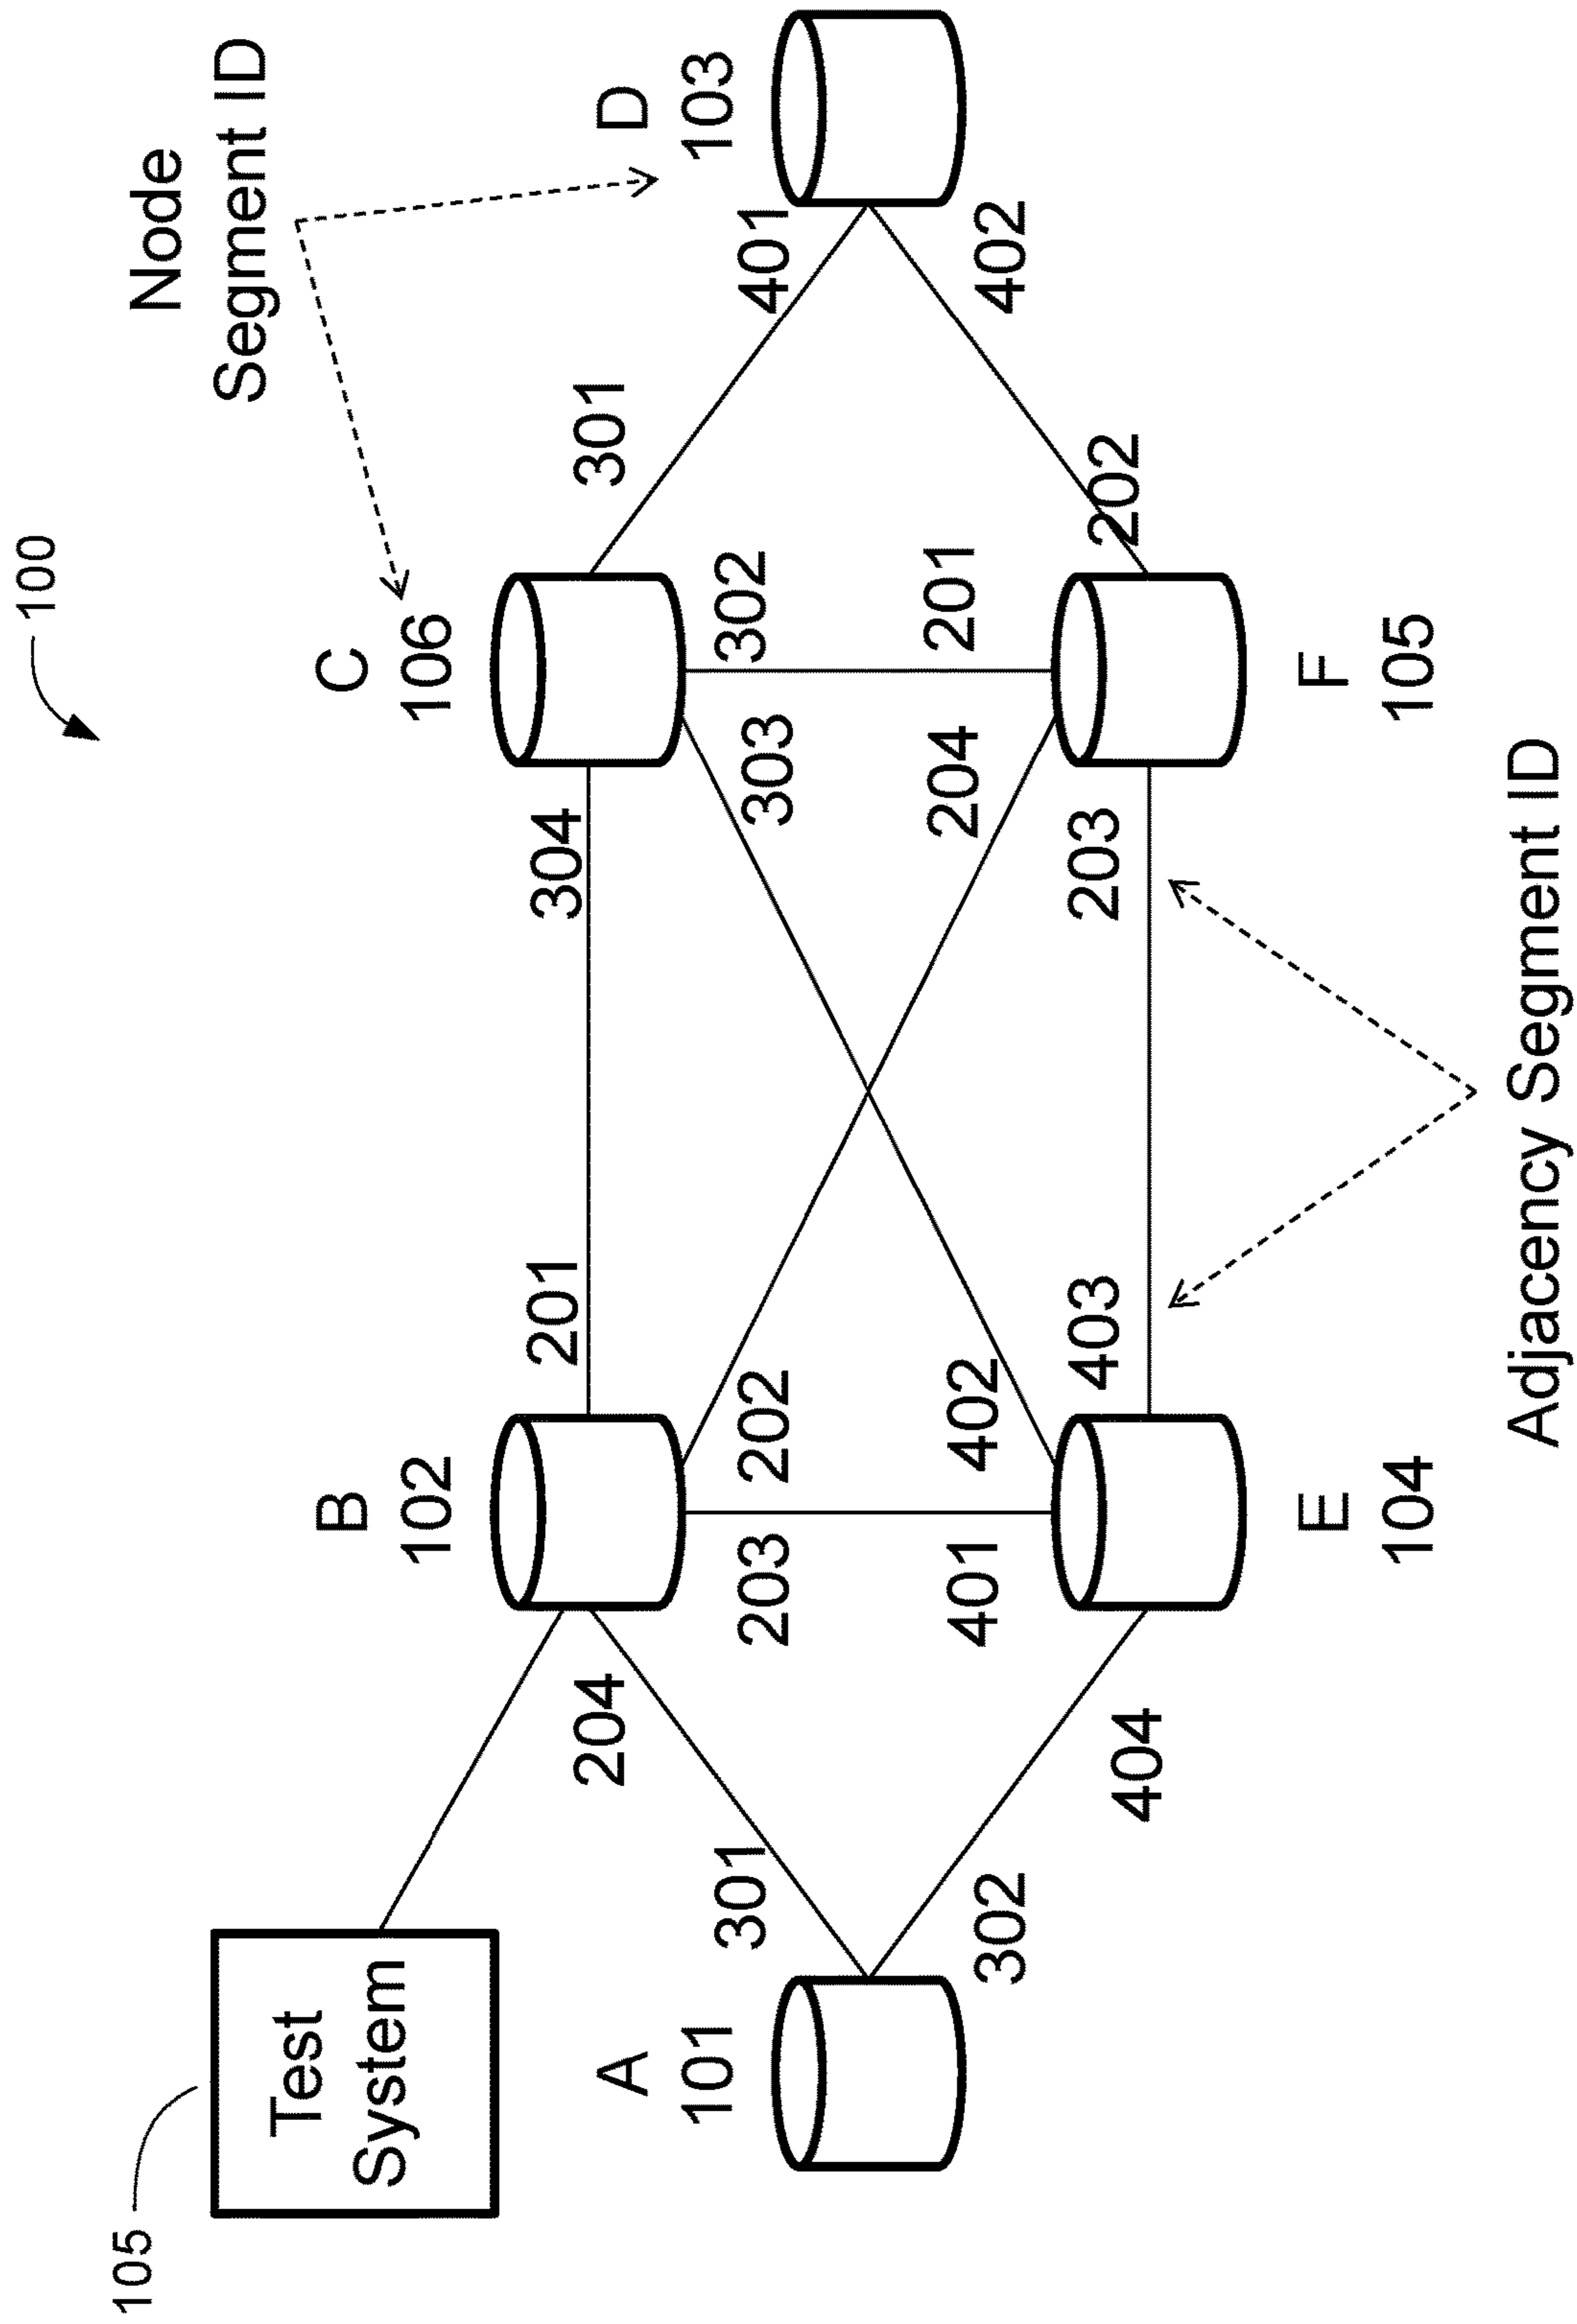 100
105
Test
System
Node
Segment ID
B
102
C
106
A
101
D
103
204
201
304
301
301
203
202
303
302
401
302
401
402
204
201
402
404
403
203
202
E
104
F
105
Adjacency Segment ID